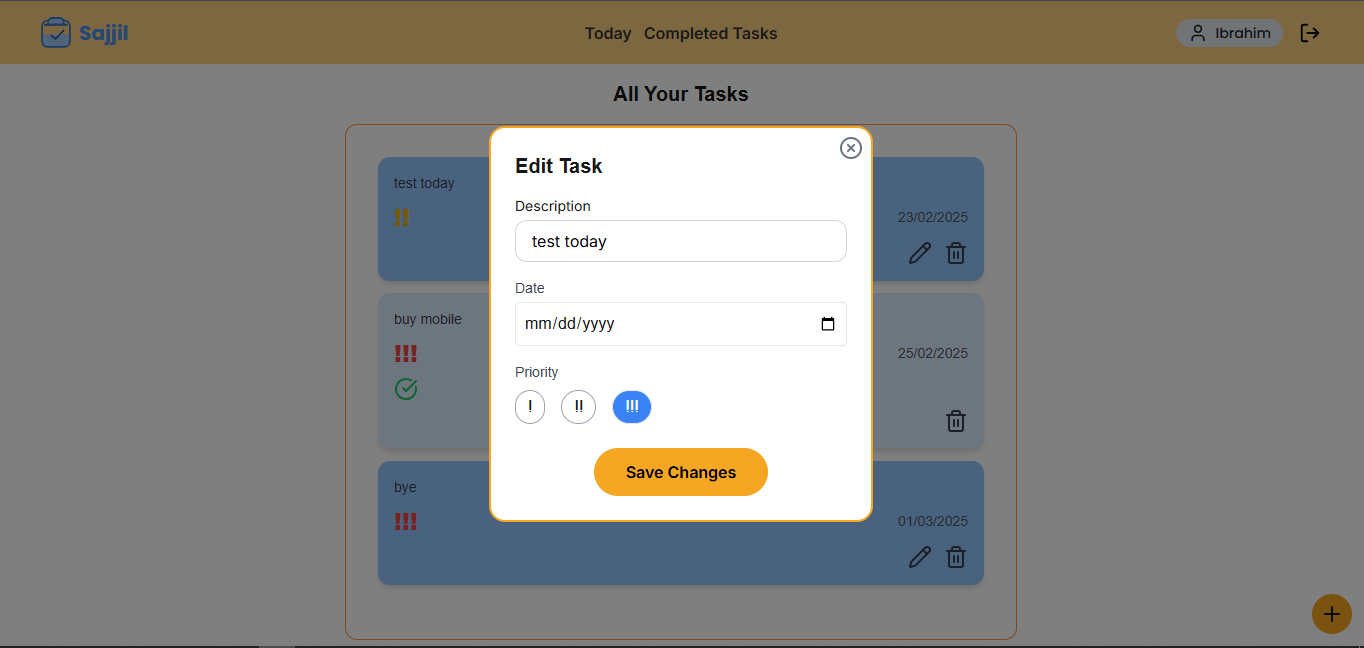 Sajjil
Today Completed Tasks
Ibrahim
All Your Tasks
test today
!!
23/02/2025
buy mobile
!!!
25/02/2025
bye
!!!
01/03/2025
Edit Task
Description
test today
Date
mm/dd/yyyy
Priority
! !! !!!
Save Changes